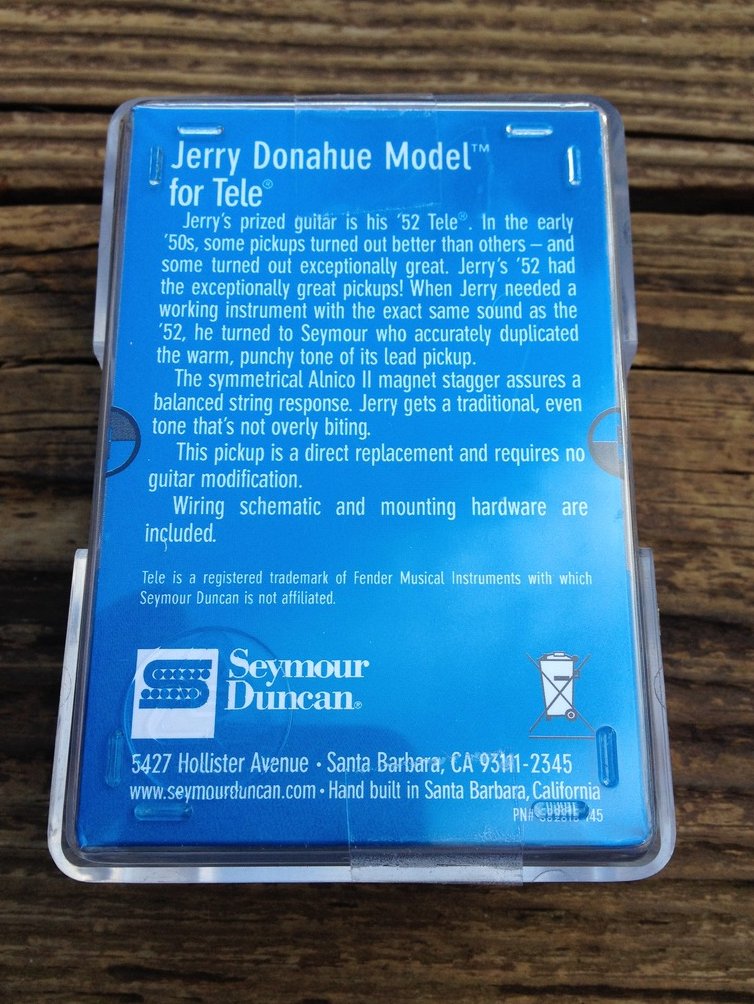 Jerry Donahue Model™
for Tele®
Jerry's prized guitar is his '52 Tele®. In the early
'50s, some pickups turned out better than others – and
some turned out exceptionally great. Jerry's '52 had
the exceptionally great pickups! When Jerry needed a
working instrument with the exact same sound as the
'52, he turned to Seymour who accurately duplicated
the warm, punchy tone of its lead pickup.
The symmetrical Alnico II magnet stagger assures a
balanced string response. Jerry gets a traditional, even
tone that's not overly biting.
This pickup is a direct replacement and requires no
guitar modification.
Wiring schematic and mounting hardware are
included.
Tele is a registered trademark of Fender Musical Instruments with which
Seymour Duncan is not affiliated.
Seymour
Duncan®
5427 Hollister Avenue • Santa Barbara, CA 93111-2345
www.seymourduncan.com • Hand built in Santa Barbara, California
PN#